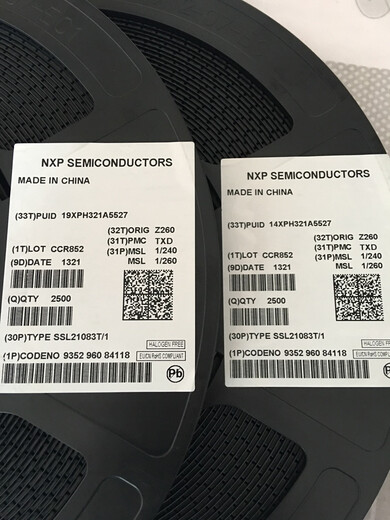 NXP SEMICONDUCTORS
MADE IN CHINA
(33T)PUID 19XPH321A5527
(32T)ORIG Z260
(31T)PMC TXD
(1T)LOT CCR852
(31P)MSL 1/240
(9D)DATE 1321
MSL 1/260
(Q)QTY 2500
(30P)TYPE SSL21083T/1
HALOGEN FREE
(1P)CODENO 9352 960 84118
EU/CN RoHS COMPLIANT
Pb
NXP SEMICONDUCTORS
MADE IN CHINA
(33T)PUID 14XPH321A5527
(32T)ORIG Z260
(31T)PMC TXD
(1T)LOT CCR852
(31P)MSL 1/240
(9D)DATE 1321
MSL 1/260
(Q)QTY 2500
(30P)TYPE SSL21083T/1
HALOGEN FREE
(1P)CODENO 9352 960 84118
EU/CN RoHS COMPLIANT